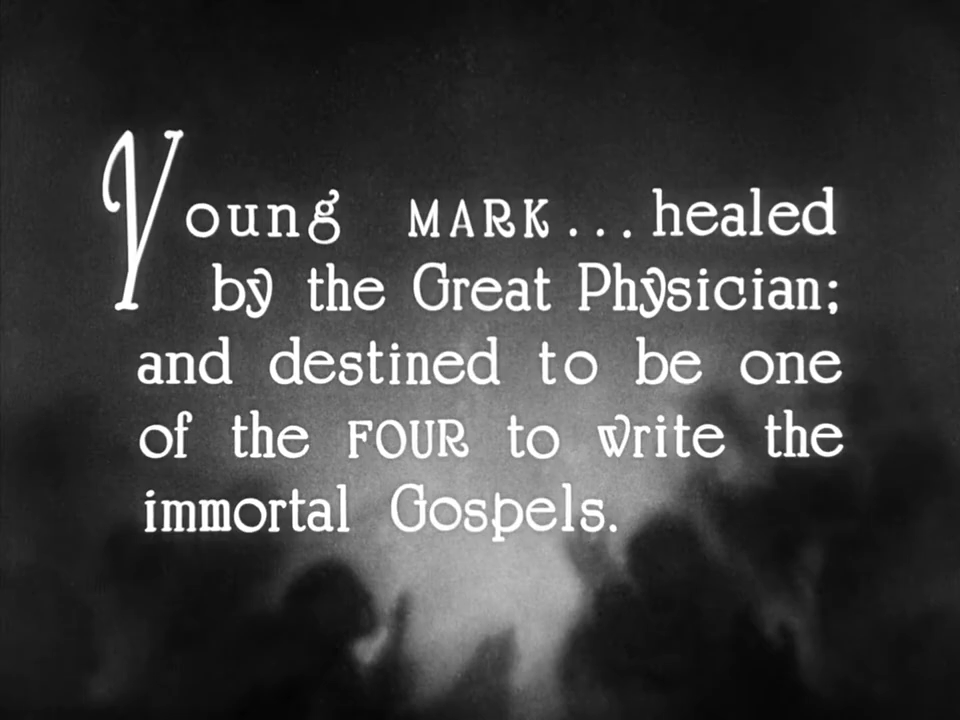 Young MARK... healed
by the Great Physician;
and destined to be one
of the FOUR to write the
immortal Gospels.